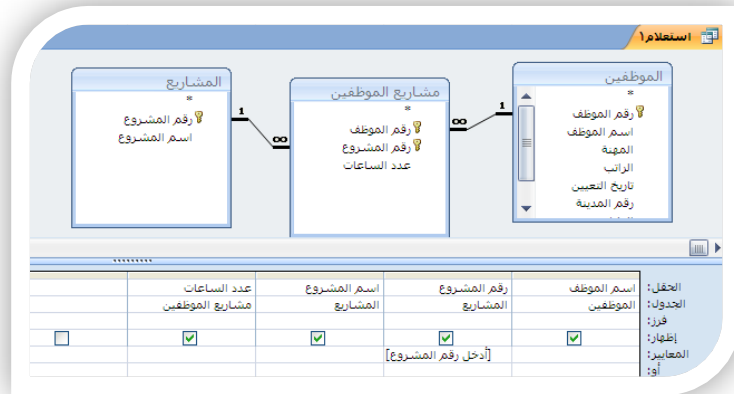 استعلام١
الموظفين
*
رقم الموظف
اسم الموظف
المهنة
الراتب
تاريخ التعيين
رقم المدينة
1
∞
مشاريع الموظفين
*
رقم الموظف
رقم المشروع
عدد الساعات
1
∞
المشاريع
*
رقم المشروع
اسم المشروع
الحقل: اسم الموظف رقم المشروع اسم المشروع عدد الساعات
الجدول: الموظفين المشاريع المشاريع مشاريع الموظفين
فرز:
إظهار:
المعايير: [أدخل رقم المشروع]
أو: